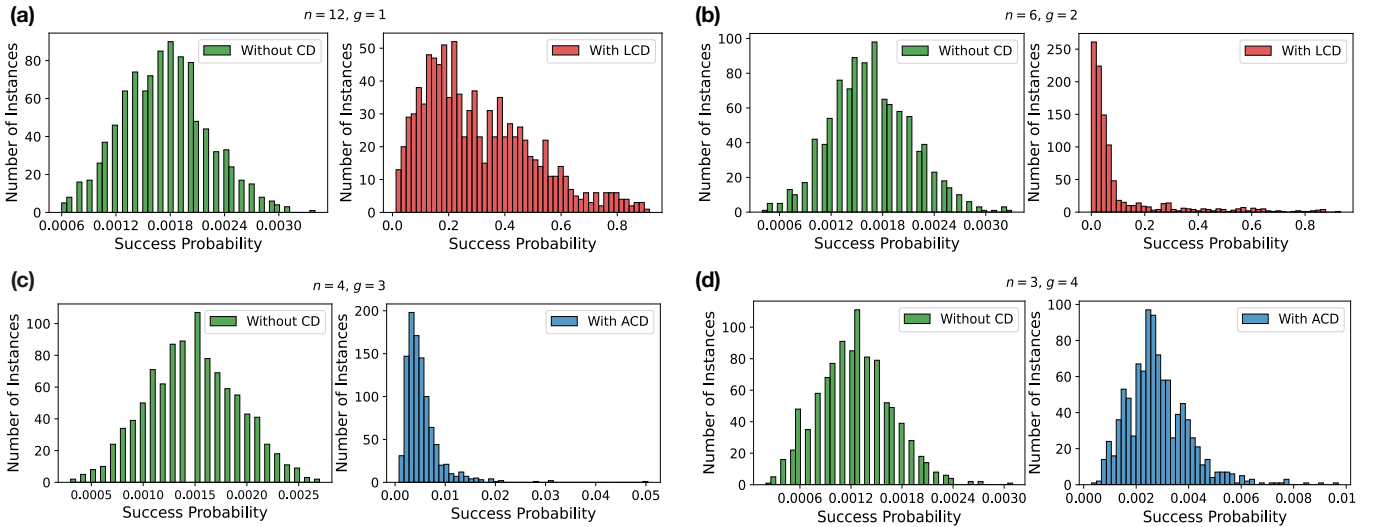 (a)
n = 12, g = 1
Number of Instances
80
60
40
20
0
Without CD
0.0006 0.0012 0.0018 0.0024 0.0030
Success Probability
Number of Instances
50
40
30
20
10
0
With LCD
0.0 0.2 0.4 0.6 0.8
Success Probability
(b)
n = 6, g = 2
Number of Instances
100
80
60
40
20
0
Without CD
0.0006 0.0012 0.0018 0.0024 0.0030
Success Probability
Number of Instances
250
200
150
100
50
0
With LCD
0.0 0.2 0.4 0.6 0.8
Success Probability
(c)
n = 4, g = 3
Number of Instances
100
80
60
40
20
0
Without CD
0.0005 0.0010 0.0015 0.0020 0.0025
Success Probability
Number of Instances
200
150
100
50
0
With ACD
0.00 0.01 0.02 0.03 0.04 0.05
Success Probability
(d)
n = 3, g = 4
Number of Instances
100
80
60
40
20
0
Without CD
0.0006 0.0012 0.0018 0.0024 0.0030
Success Probability
Number of Instances
100
80
60
40
20
0
With ACD
0.000 0.002 0.004 0.006 0.008 0.01
Success Probability